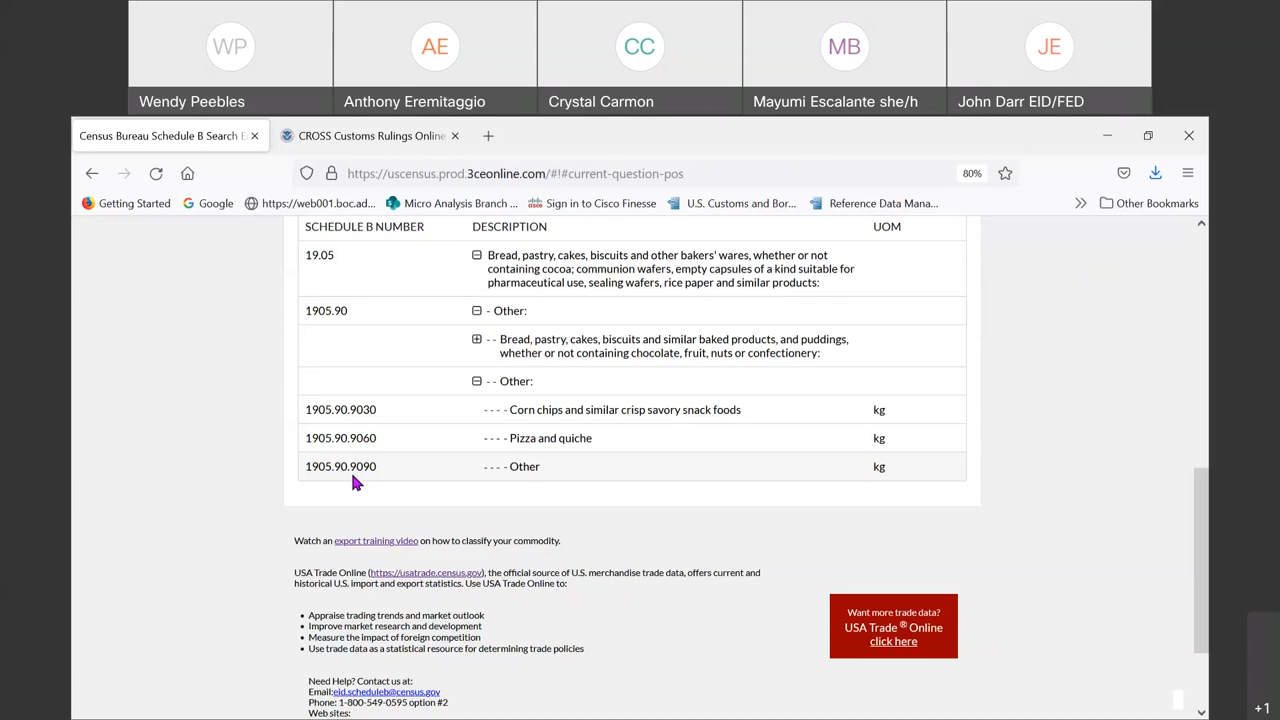 WP
AE
CC
MB
JE
Wendy Peebles
Anthony Eremitaggio
Crystal Carmon
Mayumi Escalante she/h
John Darr EID/FED
Census Bureau Schedule B Search E
CROSS Customs Rulings Online
https://uscensus.prod.3ceonline.com/#!#current-question-pos
80%
Getting Started
Google
https://web001.boc.ad...
Micro Analysis Branch ...
Sign in to Cisco Finesse
U.S. Customs and Bor...
Reference Data Mana...
Other Bookmarks
SCHEDULE B NUMBER DESCRIPTION UOM
19.05 Bread, pastry, cakes, biscuits and other bakers' wares, whether or not
containing cocoa; communion wafers, empty capsules of a kind suitable for
pharmaceutical use, sealing wafers, rice paper and similar products:
1905.90 - Other:
- - Bread, pastry, cakes, biscuits and similar baked products, and puddings,
whether or not containing chocolate, fruit, nuts or confectionery:
- - Other:
1905.90.9030 - - - - Corn chips and similar crisp savory snack foods kg
1905.90.9060 - - - - Pizza and quiche kg
1905.90.9090 - - - - Other kg
Watch an export training video on how to classify your commodity.
USA Trade Online (https://usatrade.census.gov), the official source of U.S. merchandise trade data, offers current and
historical U.S. import and export statistics. Use USA Trade Online to:
• Appraise trading trends and market outlook
• Improve market research and development
• Measure the impact of foreign competition
• Use trade data as a statistical resource for determining trade policies
Want more trade data?
USA Trade ® Online
click here
Need Help? Contact us at:
Email:eid.scheduleb@census.gov
Phone: 1-800-549-0595 option #2
Web sites:
+1